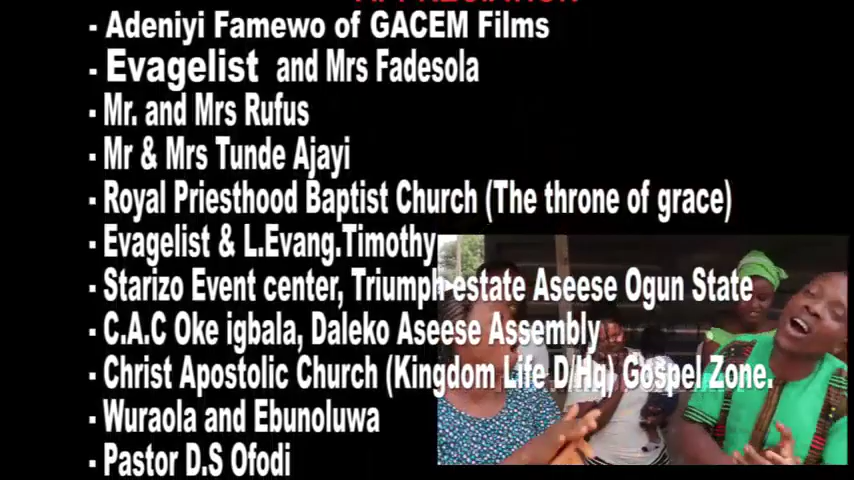 APPRECIATION
- Adeniyi Famewo of GACEM Films
- Evagelist and Mrs Fadesola
- Mr. and Mrs Rufus
- Mr & Mrs Tunde Ajayi
- Royal Priesthood Baptist Church (The throne of grace)
- Evagelist & L.Evang.Timothy
- Starizo Event center, Triumph estate Aseese Ogun State
- C.A.C Oke igbala, Daleko Aseese Assembly
- Christ Apostolic Church (Kingdom Life D/Hq) Gospel Zone.
- Wuraola and Ebunoluwa
- Pastor D.S Ofodi